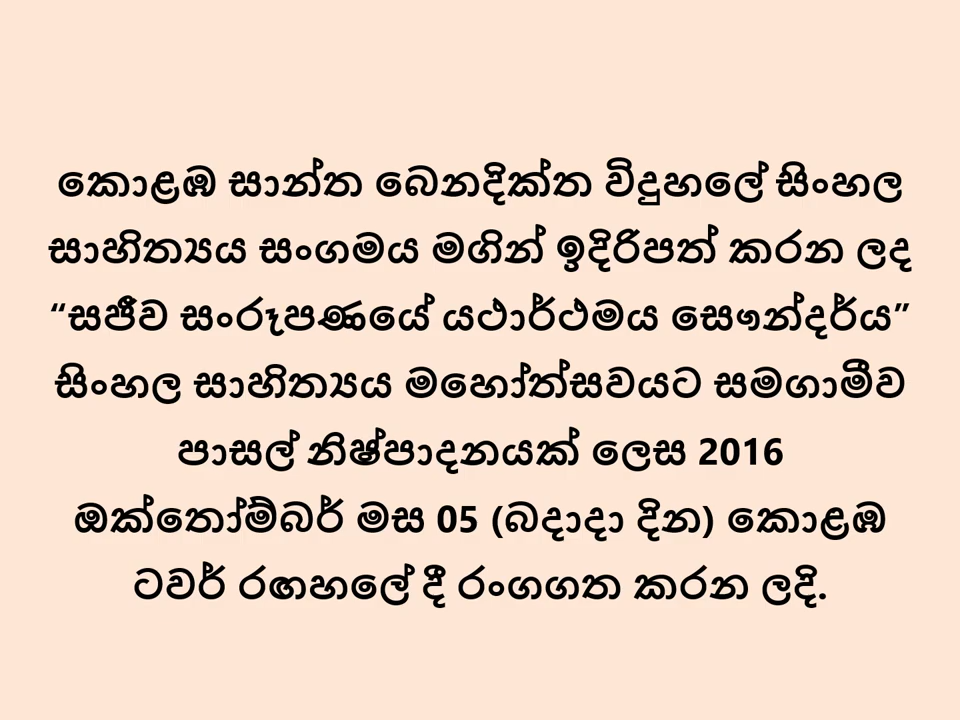 කොළඹ සාන්ත බෙනදික්ත විදුහලේ සිංහල
සාහිත්‍යය සංගමය මගින් ඉදිරිපත් කරන ලද
“සජීව සංරූපණයේ යථාර්ථමය සෞන්දර්ය”
සිංහල සාහිත්‍යය මහෝත්සවයට සමගාමීව
පාසල් නිෂ්පාදනයක් ලෙස 2016
ඔක්තෝම්බර් මස 05 (බදාදා දින) කොළඹ
ටවර් රඟහලේ දී රංගගත කරන ලදි.